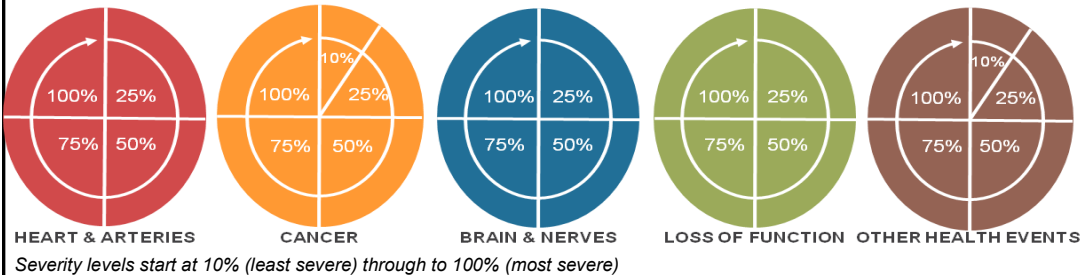 10% 10%
100% 25% 100% 25% 100% 25% 100% 25% 100% 25%
75% 50% 75% 50% 75% 50% 75% 50% 75% 50%
HEART & ARTERIES CANCER BRAIN & NERVES LOSS OF FUNCTION OTHER HEALTH EVENTS
Severity levels start at 10% (least severe) through to 100% (most severe)